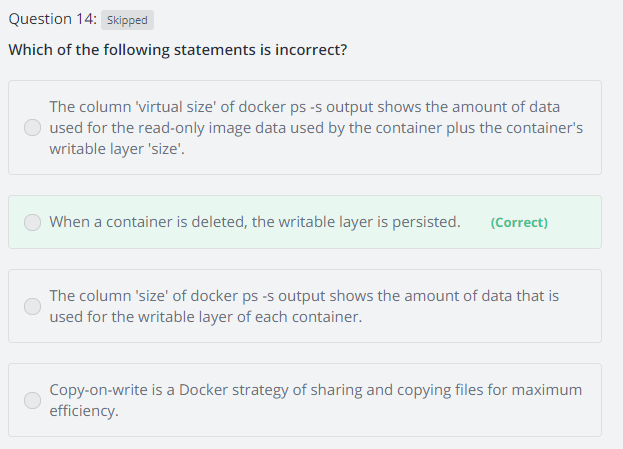 Question 14: Skipped
Which of the following statements is incorrect?
The column 'virtual size' of docker ps -s output shows the amount of data
used for the read-only image data used by the container plus the container's
writable layer 'size'.
When a container is deleted, the writable layer is persisted. (Correct)
The column 'size' of docker ps -s output shows the amount of data that is
used for the writable layer of each container.
Copy-on-write is a Docker strategy of sharing and copying files for maximum
efficiency.